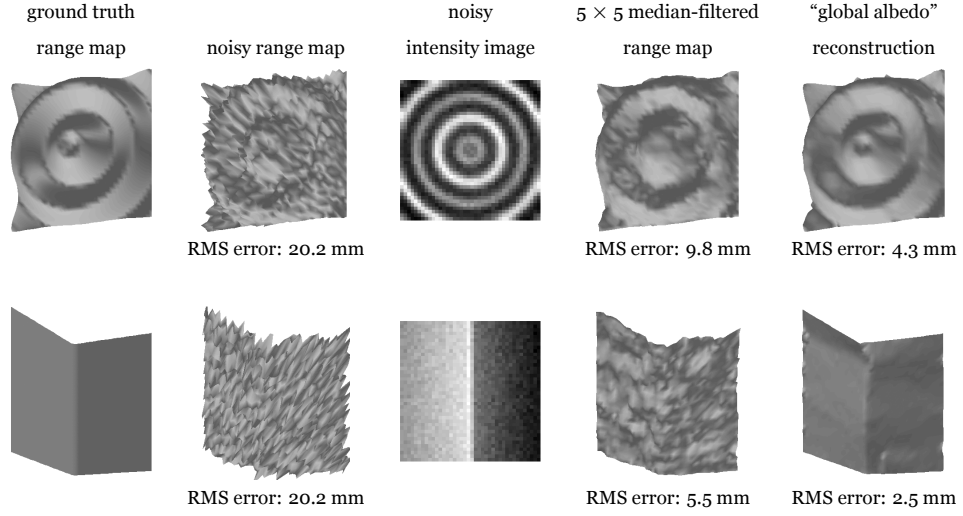 ground truth
range map
noisy range map
noisy
intensity image
5 × 5 median-filtered
range map
“global albedo”
reconstruction
RMS error: 20.2 mm
RMS error: 9.8 mm
RMS error: 4.3 mm
RMS error: 20.2 mm
RMS error: 5.5 mm
RMS error: 2.5 mm